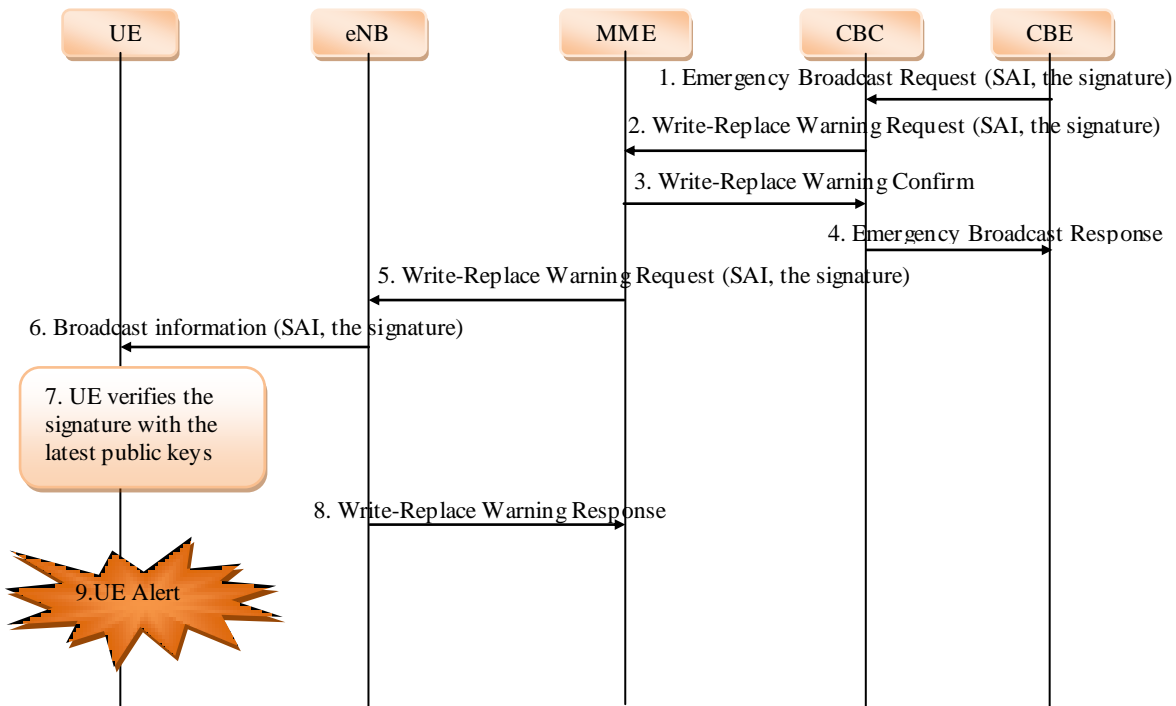 UE
eNB
MME
CBC
CBE
1. Emergency Broadcast Request (SAI, the signature)
2. Write-Replace Warning Request (SAI, the signature)
3. Write-Replace Warning Confirm
4. Emergency Broadcast Response
5. Write-Replace Warning Request (SAI, the signature)
6. Broadcast information (SAI, the signature)
7. UE verifies the
signature with the
latest public keys
8. Write-Replace Warning Response
9.UE Alert